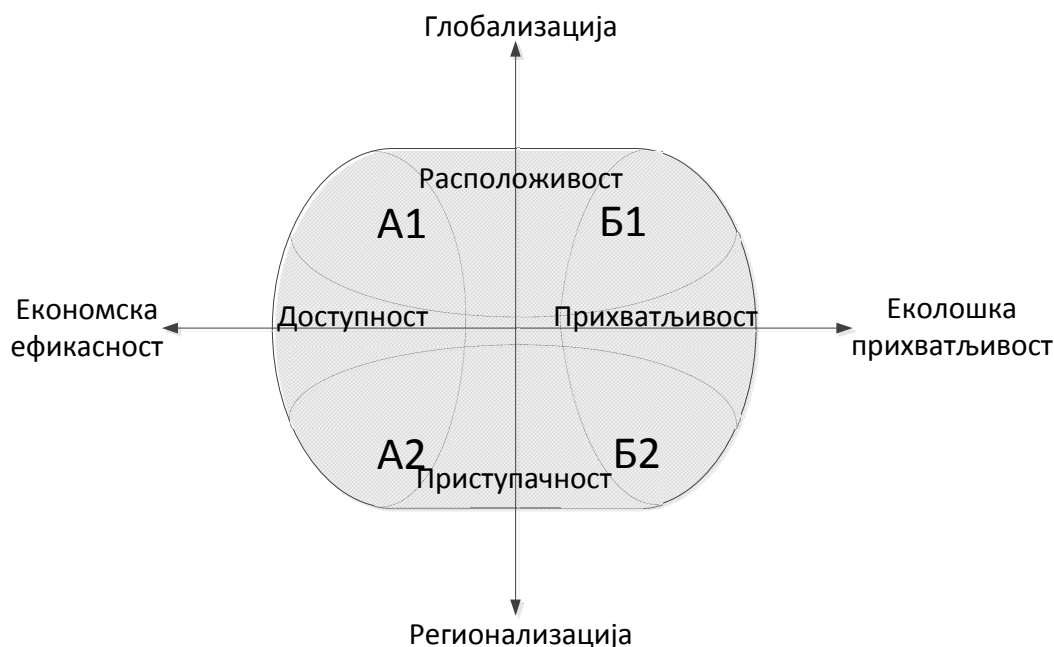 Глобализација
Расположивост
А1
Б1
Економска
ефикасност
Доступност
Прихватљивост
Еколошка
прихватљивост
А2
Б2
Приступачност
Регионализација